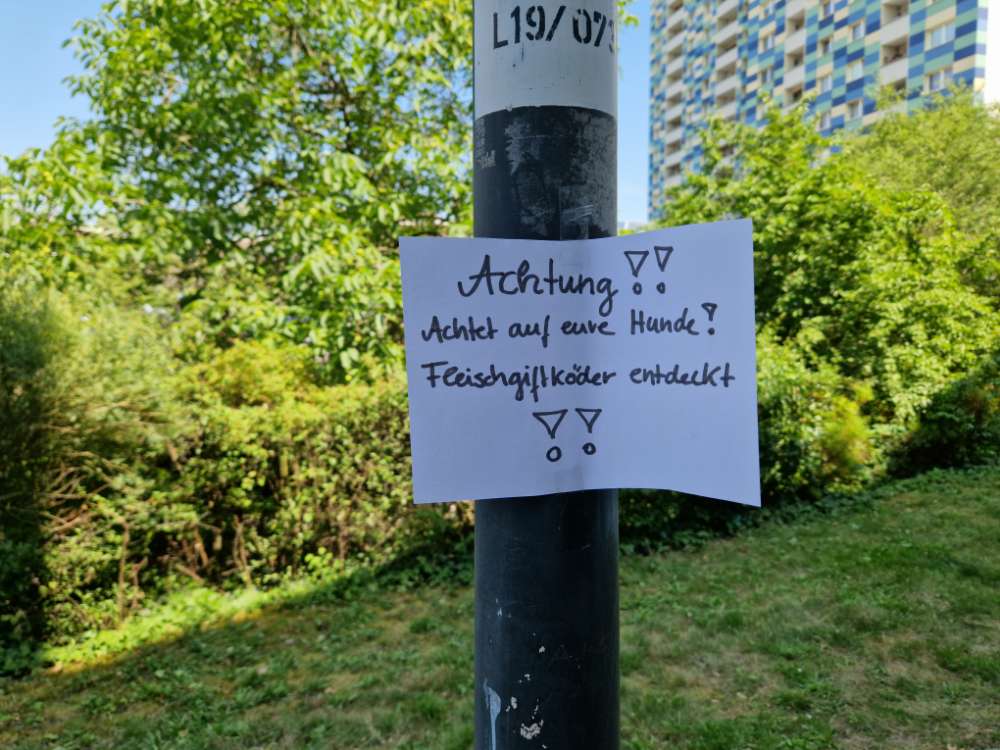 L19/073
Achtung !!
Achtet auf eure Hunde!
Fleischgiftköder entdeckt
!!